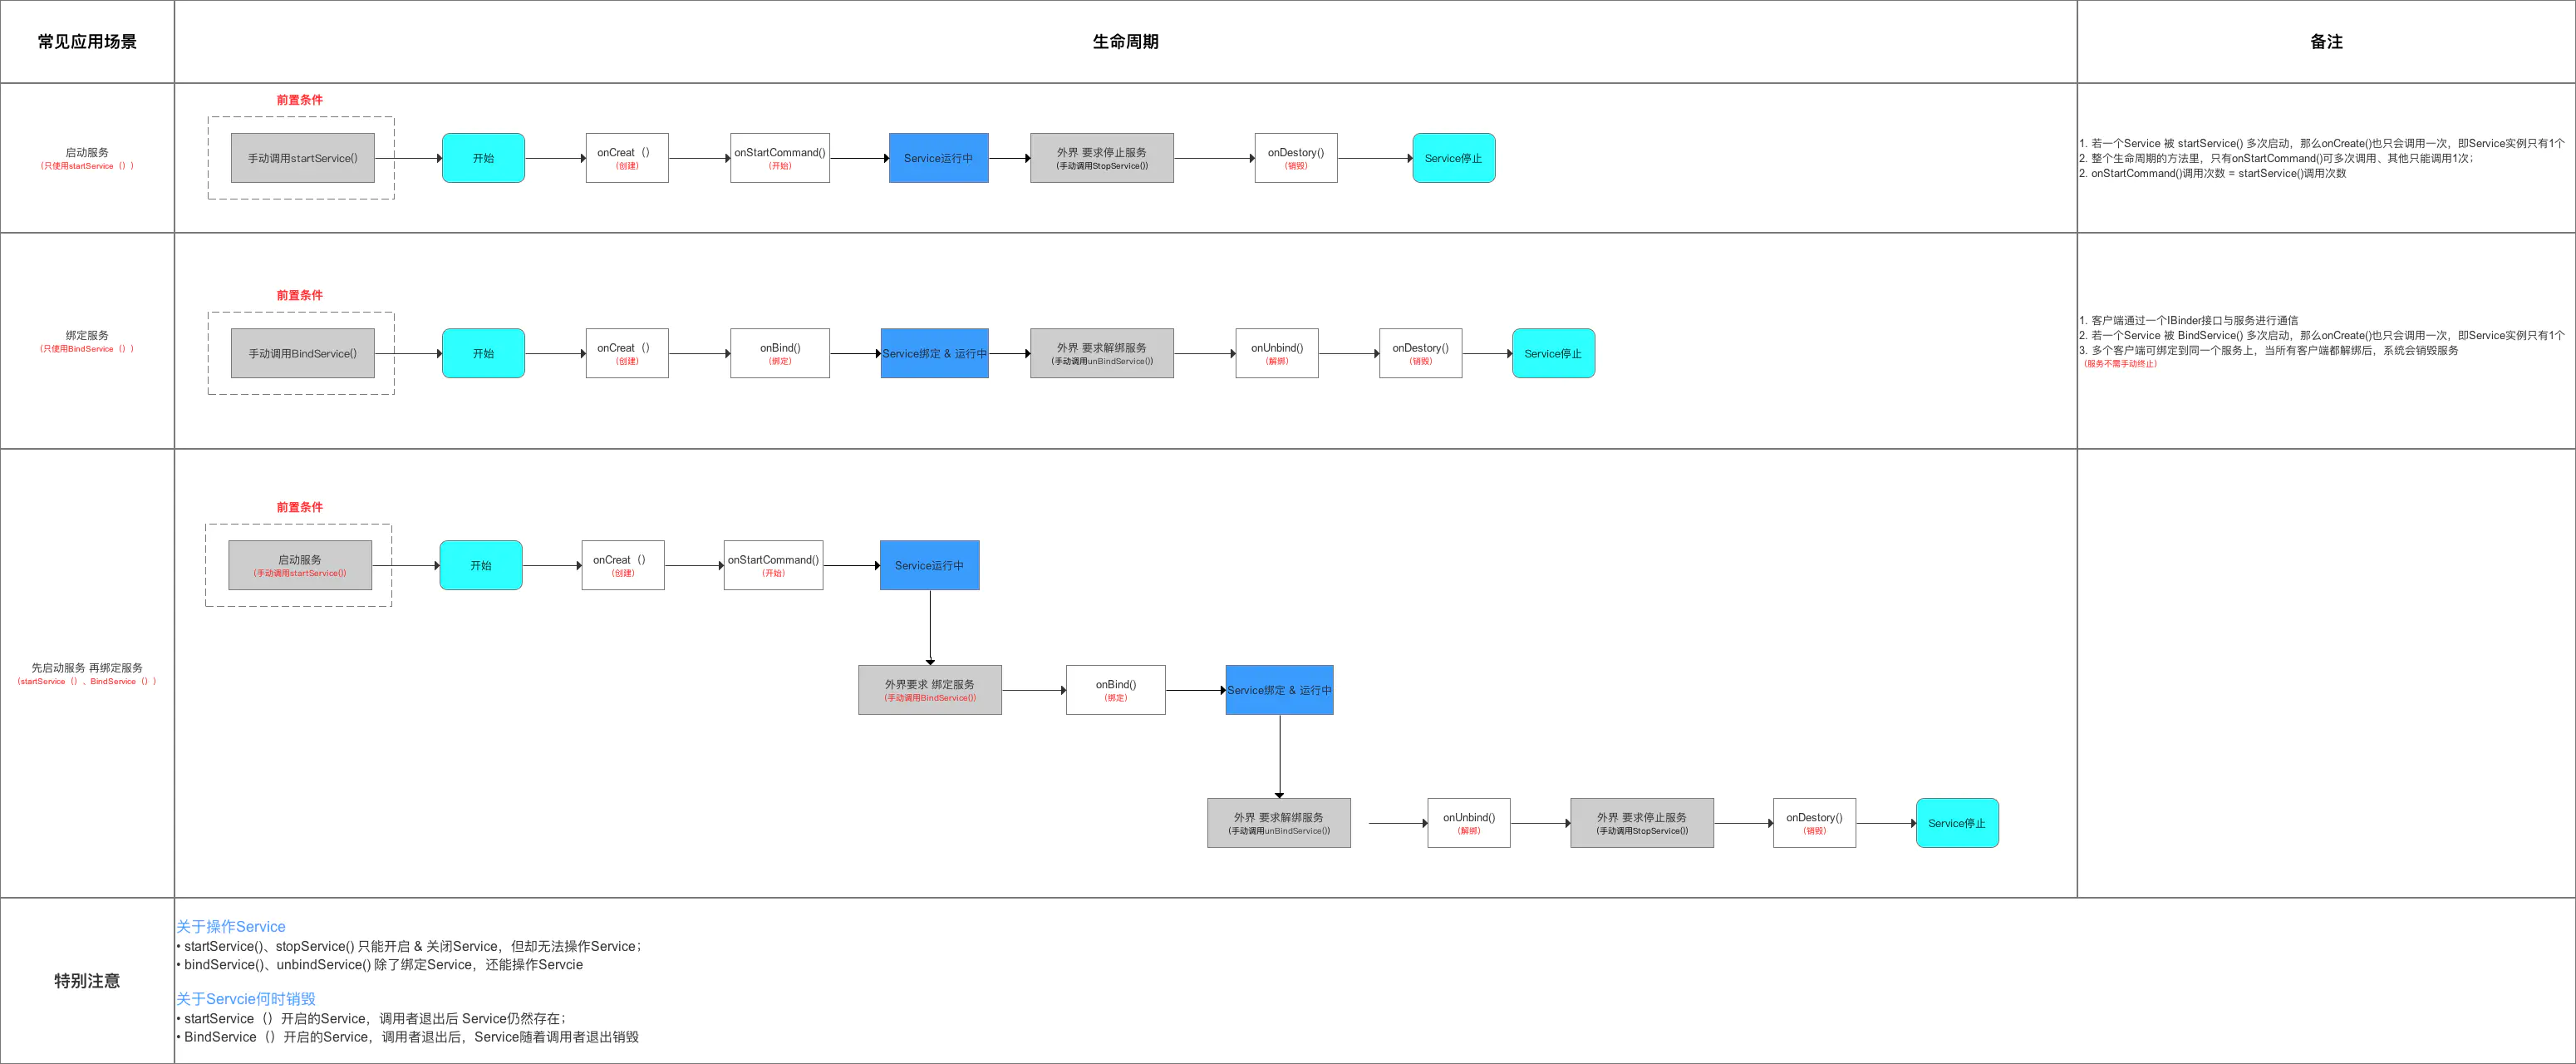 常见应用场景
生命周期
备注
启动服务
（只使用startService（））
前置条件
手动调用startService()
开始
onCreat（）
（创建）
onStartCommand()
（开始）
Service运行中
外界 要求停止服务
(手动调用StopService())
onDestory()
（销毁）
Service停止
1. 若一个Service 被 startService() 多次启动，那么onCreate()也只会调用一次，即Service实例只有1个
2. 整个生命周期的方法里，只有onStartCommand()可多次调用、其他只能调用1次；
2. onStartCommand()调用次数 = startService()调用次数
绑定服务
（只使用BindService（））
前置条件
手动调用BindService()
开始
onCreat（）
（创建）
onBind()
（绑定）
Service绑定 & 运行中
外界 要求解绑服务
(手动调用unBindService())
onUnbind()
（解绑）
onDestory()
（销毁）
Service停止
1. 客户端通过一个IBinder接口与服务进行通信
2. 若一个Service 被 BindService() 多次启动，那么onCreate()也只会调用一次，即Service实例只有1个
3. 多个客户端可绑定到同一个服务上，当所有客户端都解绑后，系统会销毁服务
（服务不需手动终止）
先启动服务 再绑定服务
（startService（）、BindService（））
前置条件
启动服务
(手动调用startService())
开始
onCreat（）
（创建）
onStartCommand()
（开始）
Service运行中
外界要求 绑定服务
(手动调用BindService())
onBind()
（绑定）
Service绑定 & 运行中
外界 要求解绑服务
(手动调用unBindService())
onUnbind()
（解绑）
外界 要求停止服务
(手动调用StopService())
onDestory()
（销毁）
Service停止
特别注意
关于操作Service
• startService()、stopService() 只能开启 & 关闭Service，但却无法操作Service；
• bindService()、unbindService() 除了绑定Service，还能操作Servcie
关于Servcie何时销毁
• startService（）开启的Service，调用者退出后 Service仍然存在；
• BindService（）开启的Service，调用者退出后，Service随着调用者退出销毁